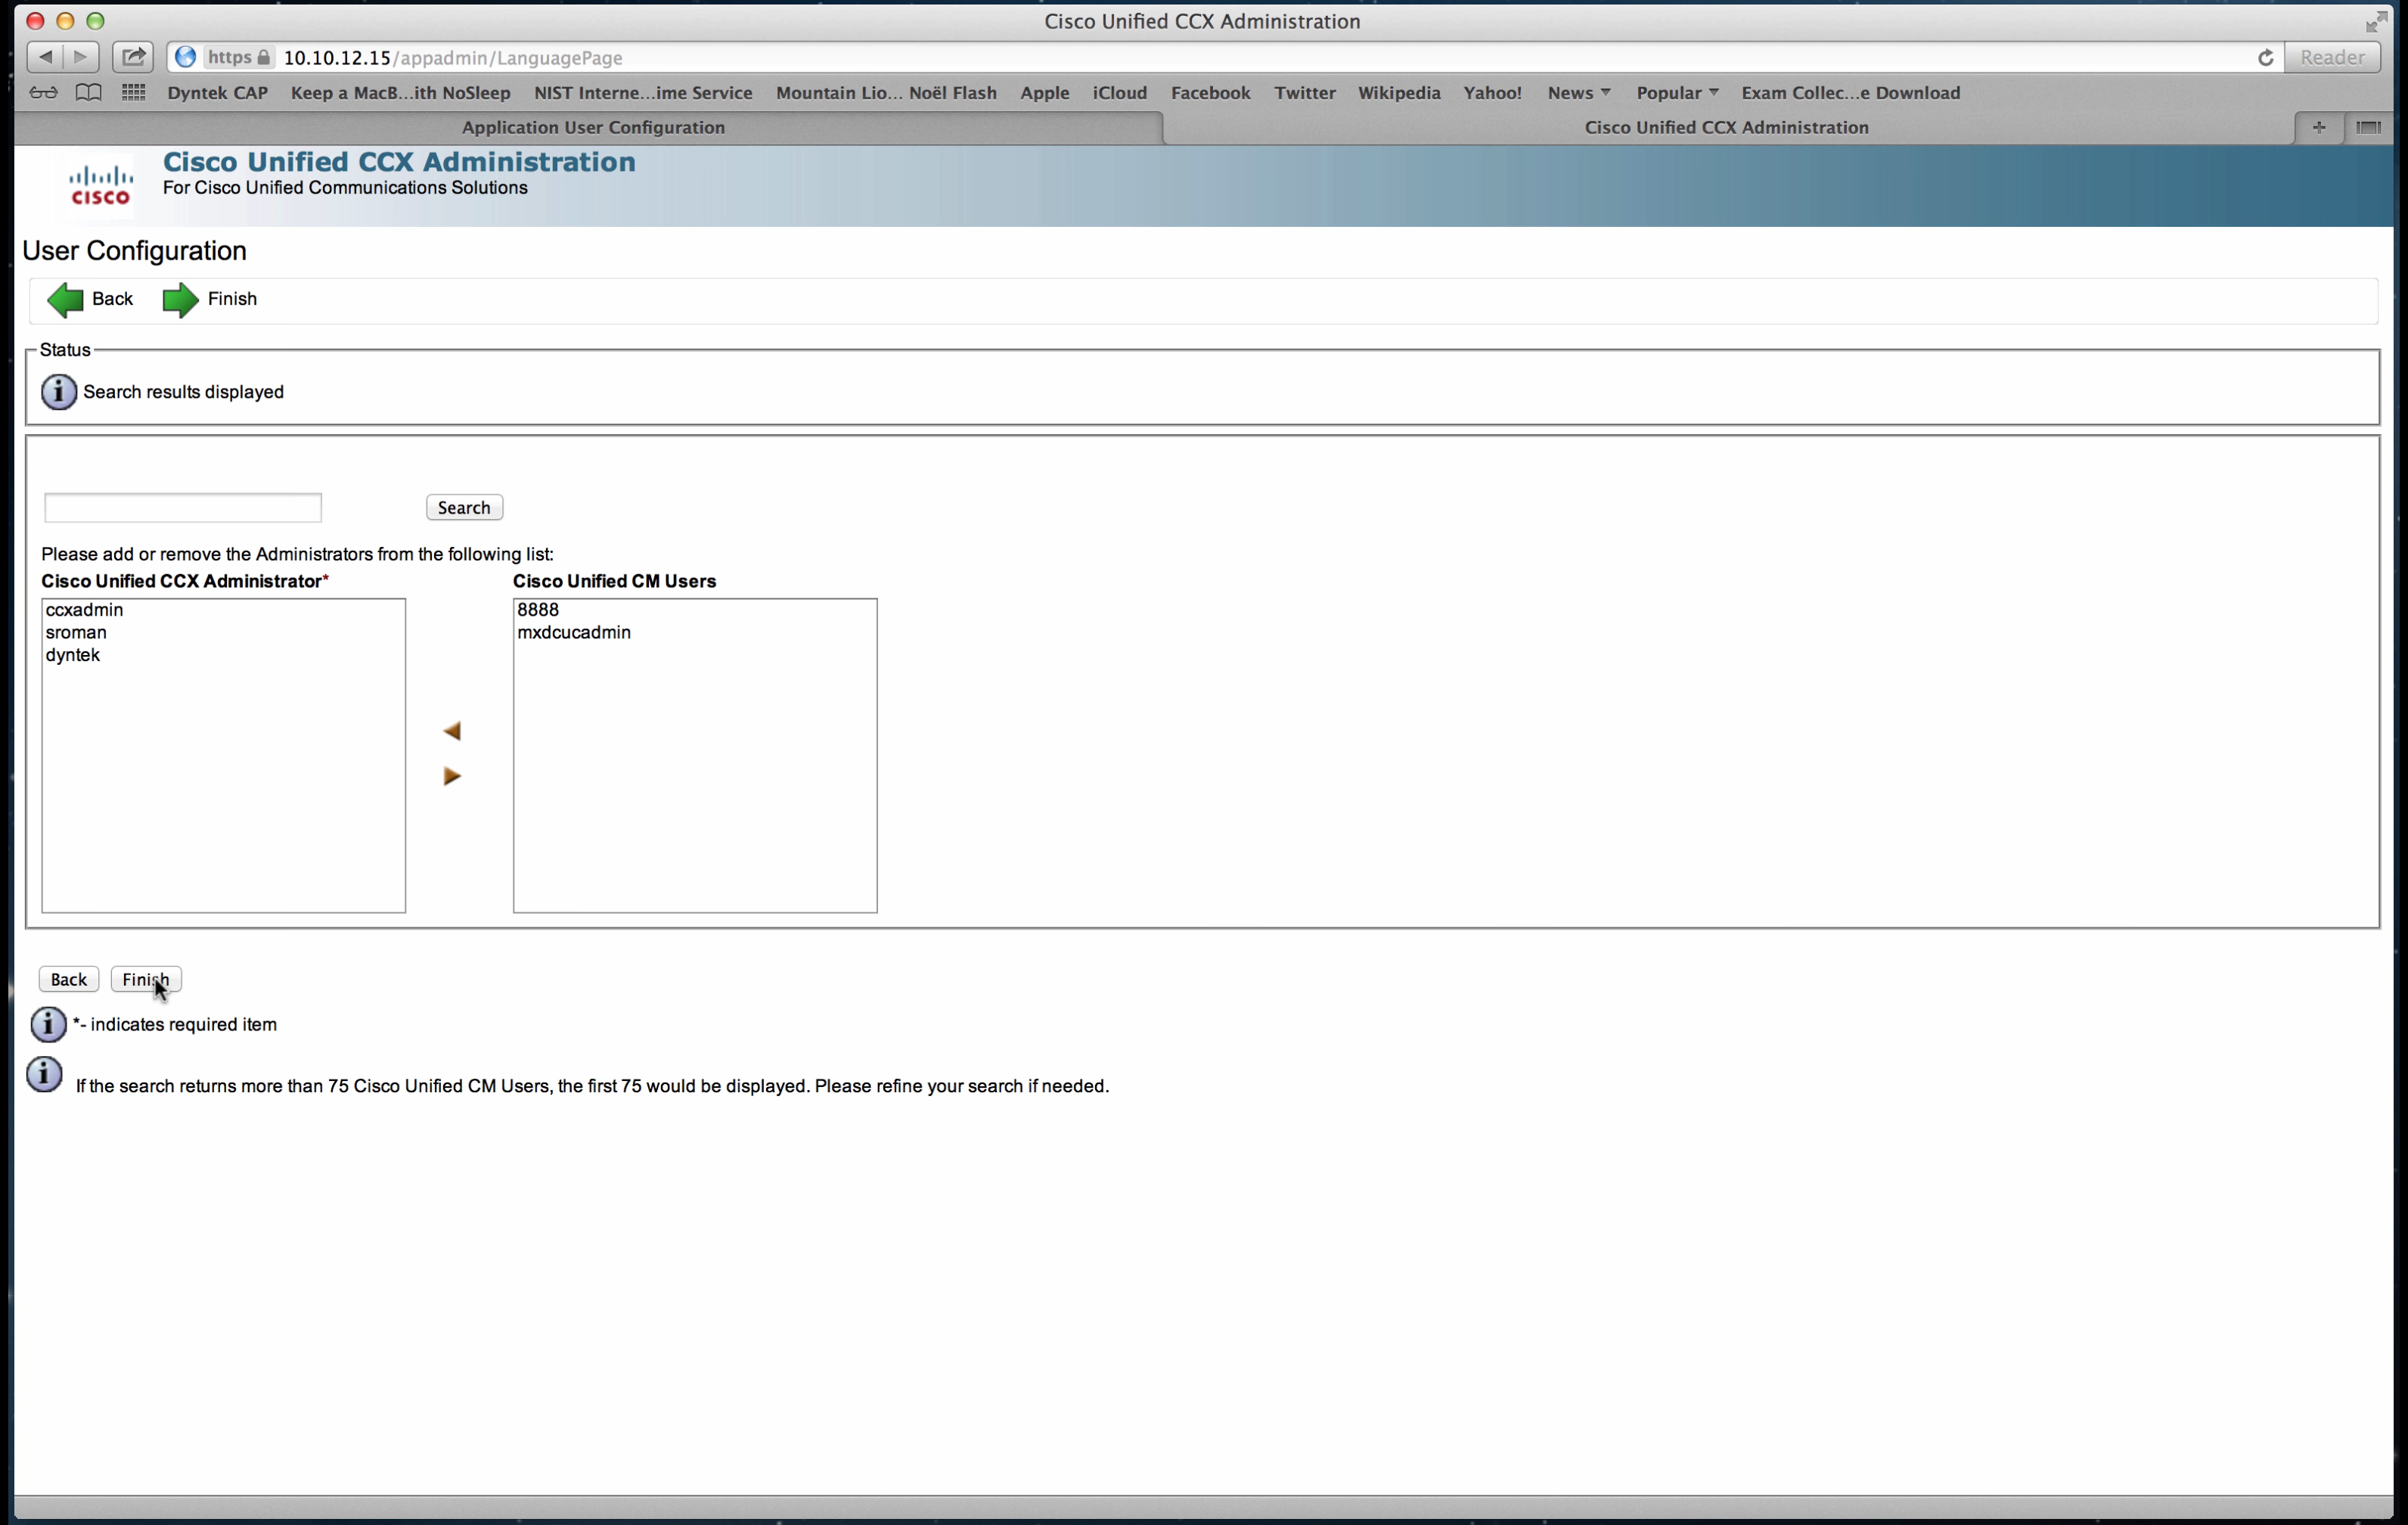 Cisco Unified CCX Administration
https 10.10.12.15/appadmin/LanguagePage Reader
Dyntek CAP Keep a MacB...ith NoSleep NIST Interne...ime Service Mountain Lio... Noël Flash Apple iCloud Facebook Twitter Wikipedia Yahoo! News Popular Exam Collec...e Download
Application User Configuration Cisco Unified CCX Administration
Cisco Unified CCX Administration
For Cisco Unified Communications Solutions
CISCO
User Configuration
Back Finish
Status
Search results displayed
Search
Please add or remove the Administrators from the following list:
Cisco Unified CCX Administrator* Cisco Unified CM Users
ccxadmin 8888
sroman mxdcucadmin
dyntek
Back Finish
*- indicates required item
If the search returns more than 75 Cisco Unified CM Users, the first 75 would be displayed. Please refine your search if needed.